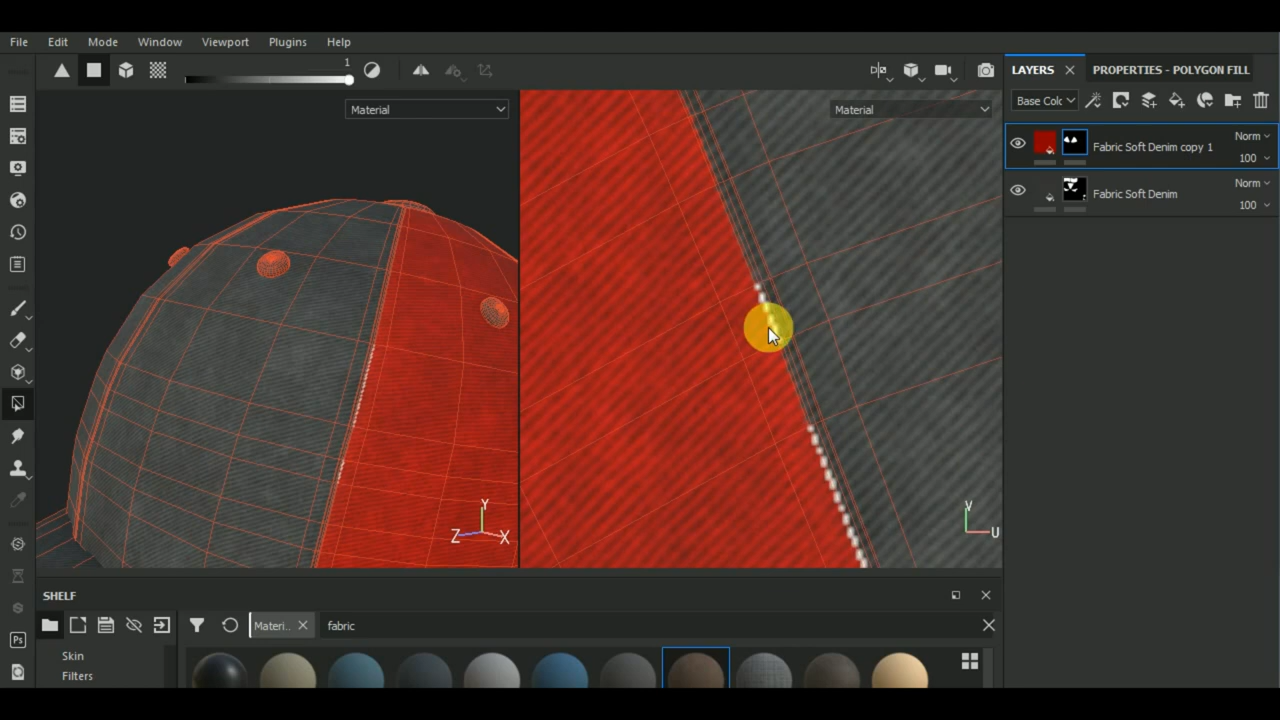 File Edit Mode Window Viewport Plugins Help
1
Material
Material
Y
Z
X
V
U
LAYERS
PROPERTIES - POLYGON FILL
Base Colc
Fabric Soft Denim copy 1
Norm
100
Fabric Soft Denim
Norm
100
SHELF
Materi..
fabric
Skin
Filters
Ps